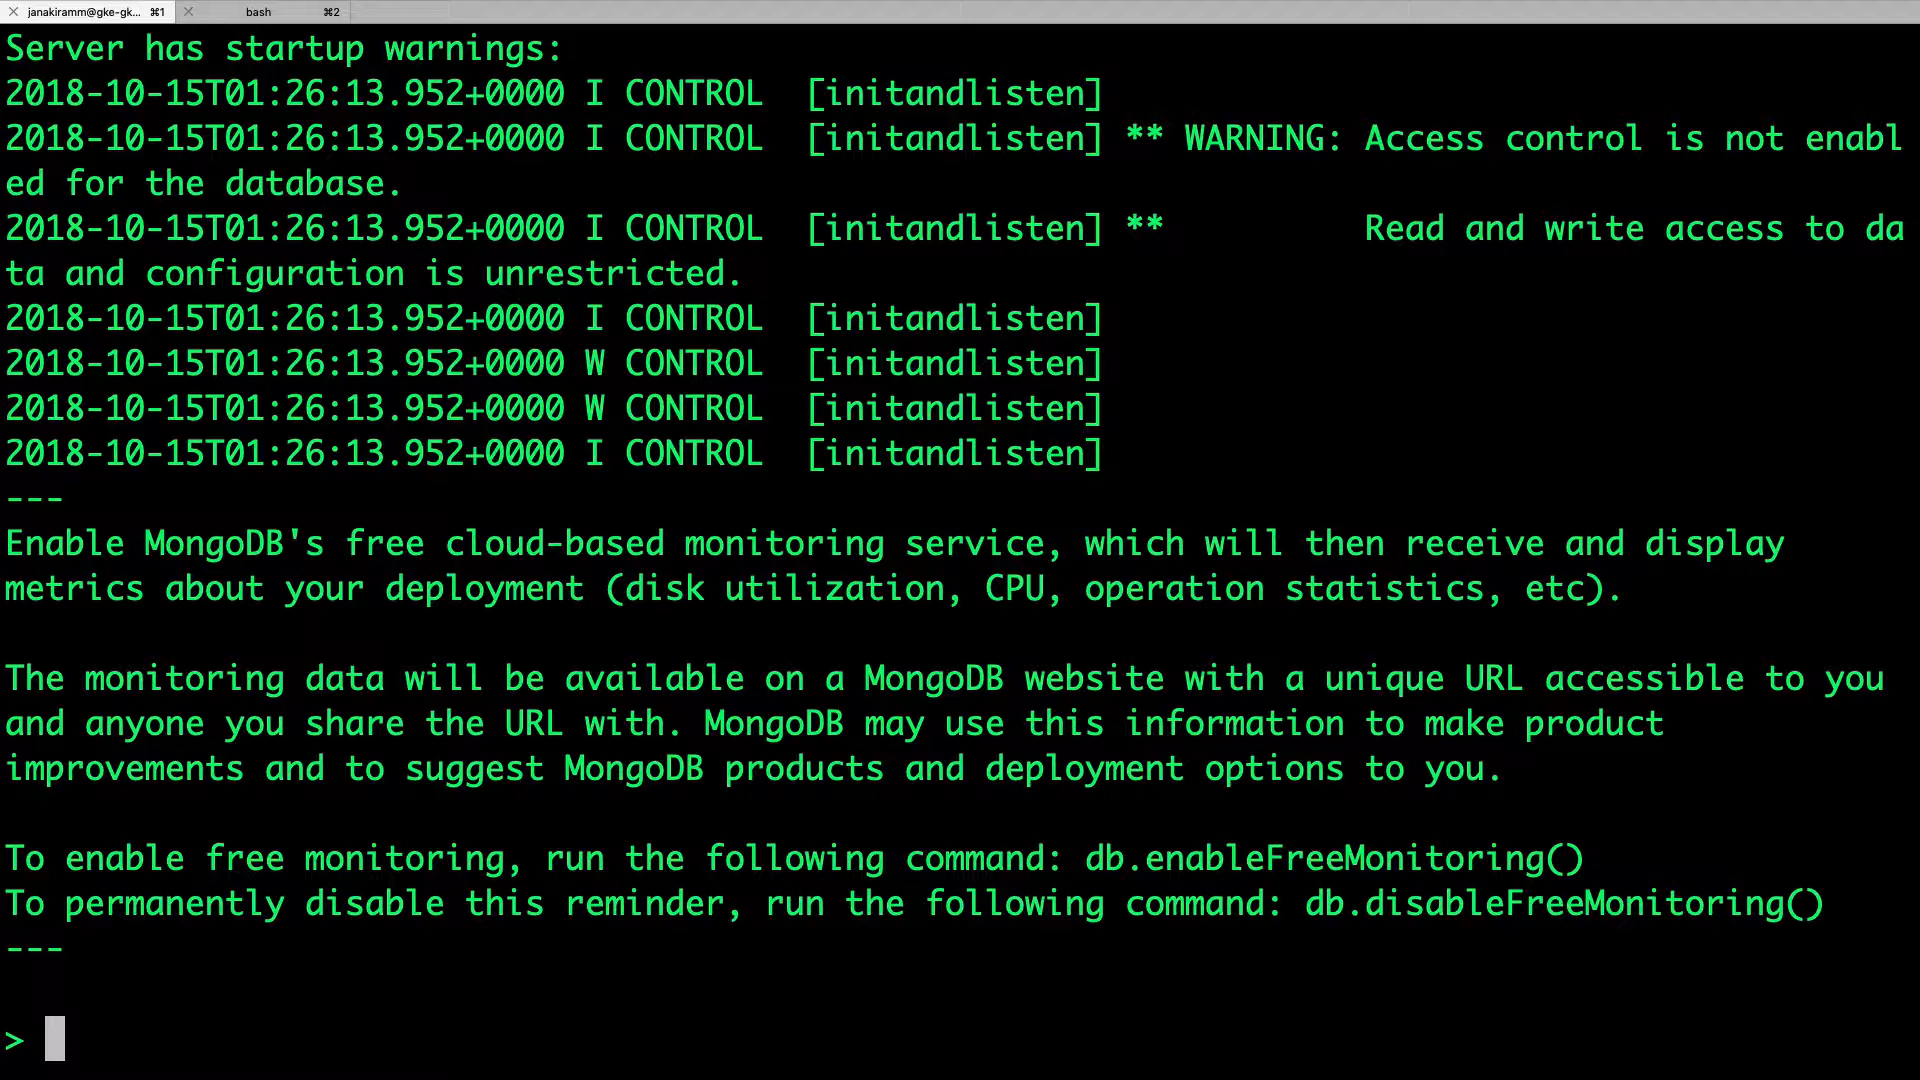 janakiramm@gke-gk... ⌘1 bash ⌘2
Server has startup warnings:
2018-10-15T01:26:13.952+0000 I CONTROL  [initandlisten]
2018-10-15T01:26:13.952+0000 I CONTROL  [initandlisten] ** WARNING: Access control is not enabl
ed for the database.
2018-10-15T01:26:13.952+0000 I CONTROL  [initandlisten] **          Read and write access to da
ta and configuration is unrestricted.
2018-10-15T01:26:13.952+0000 I CONTROL  [initandlisten]
2018-10-15T01:26:13.952+0000 W CONTROL  [initandlisten]
2018-10-15T01:26:13.952+0000 W CONTROL  [initandlisten]
2018-10-15T01:26:13.952+0000 I CONTROL  [initandlisten]
---
Enable MongoDB's free cloud-based monitoring service, which will then receive and display
metrics about your deployment (disk utilization, CPU, operation statistics, etc).
The monitoring data will be available on a MongoDB website with a unique URL accessible to you
and anyone you share the URL with. MongoDB may use this information to make product
improvements and to suggest MongoDB products and deployment options to you.
To enable free monitoring, run the following command: db.enableFreeMonitoring()
To permanently disable this reminder, run the following command: db.disableFreeMonitoring()
---
>